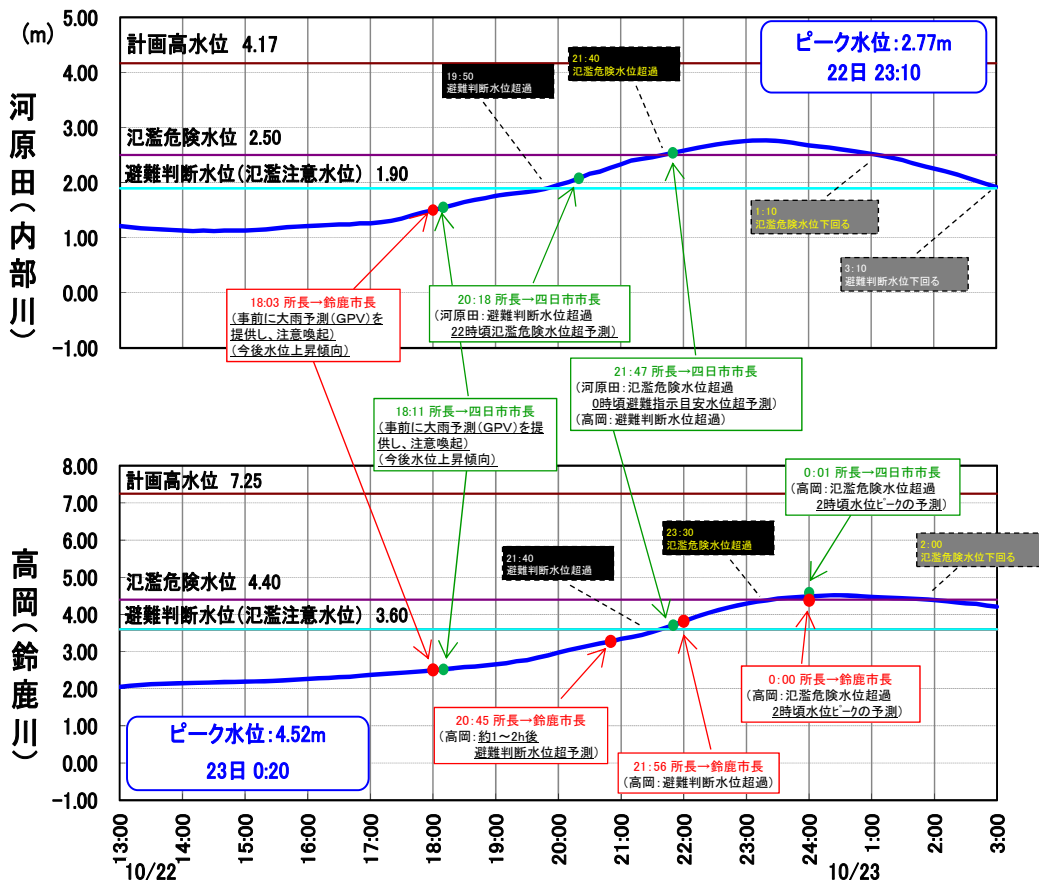 (m)
5.00
4.00
3.00
2.00
1.00
0.00
-1.00
河原田(内部川)
計画高水位 4.17
氾濫危険水位 2.50
避難判断水位(氾濫注意水位) 1.90
ピーク水位:2.77m
22日 23:10
19:50
避難判断水位超過
21:40
氾濫危険水位超過
1:10
氾濫危険水位下回る
3:10
避難判断水位下回る
18:03 所長→鈴鹿市長
(事前に大雨予測(GPV)を
提供し、注意喚起)
(今後水位上昇傾向)
20:18 所長→四日市市長
(河原田:避難判断水位超過
22時頃氾濫危険水位超予測)
21:47 所長→四日市市長
(河原田:氾濫危険水位超過
0時頃避難指示目安水位超予測)
(高岡:避難判断水位超過)
18:11 所長→四日市市長
(事前に大雨予測(GPV)を提
供し、注意喚起)
(今後水位上昇傾向)
8.00
7.00
6.00
5.00
4.00
3.00
2.00
1.00
0.00
-1.00
高岡(鈴鹿川)
計画高水位 7.25
氾濫危険水位 4.40
避難判断水位(氾濫注意水位) 3.60
0:01 所長→四日市市長
(高岡:氾濫危険水位超過
2時頃水位ピークの予測)
21:40
避難判断水位超過
23:30
氾濫危険水位超過
2:00
氾濫危険水位下回る
ピーク水位:4.52m
23日 0:20
20:45 所長→鈴鹿市長
(高岡:約1～2h後
避難判断水位超予測)
21:56 所長→鈴鹿市長
(高岡:避難判断水位超過)
0:00 所長→鈴鹿市長
(高岡:氾濫危険水位超過
2時頃水位ピークの予測)
13:00
14:00
15:00
16:00
17:00
18:00
19:00
20:00
21:00
22:00
23:00
24:00
1:00
2:00
3:00
10/22
10/23